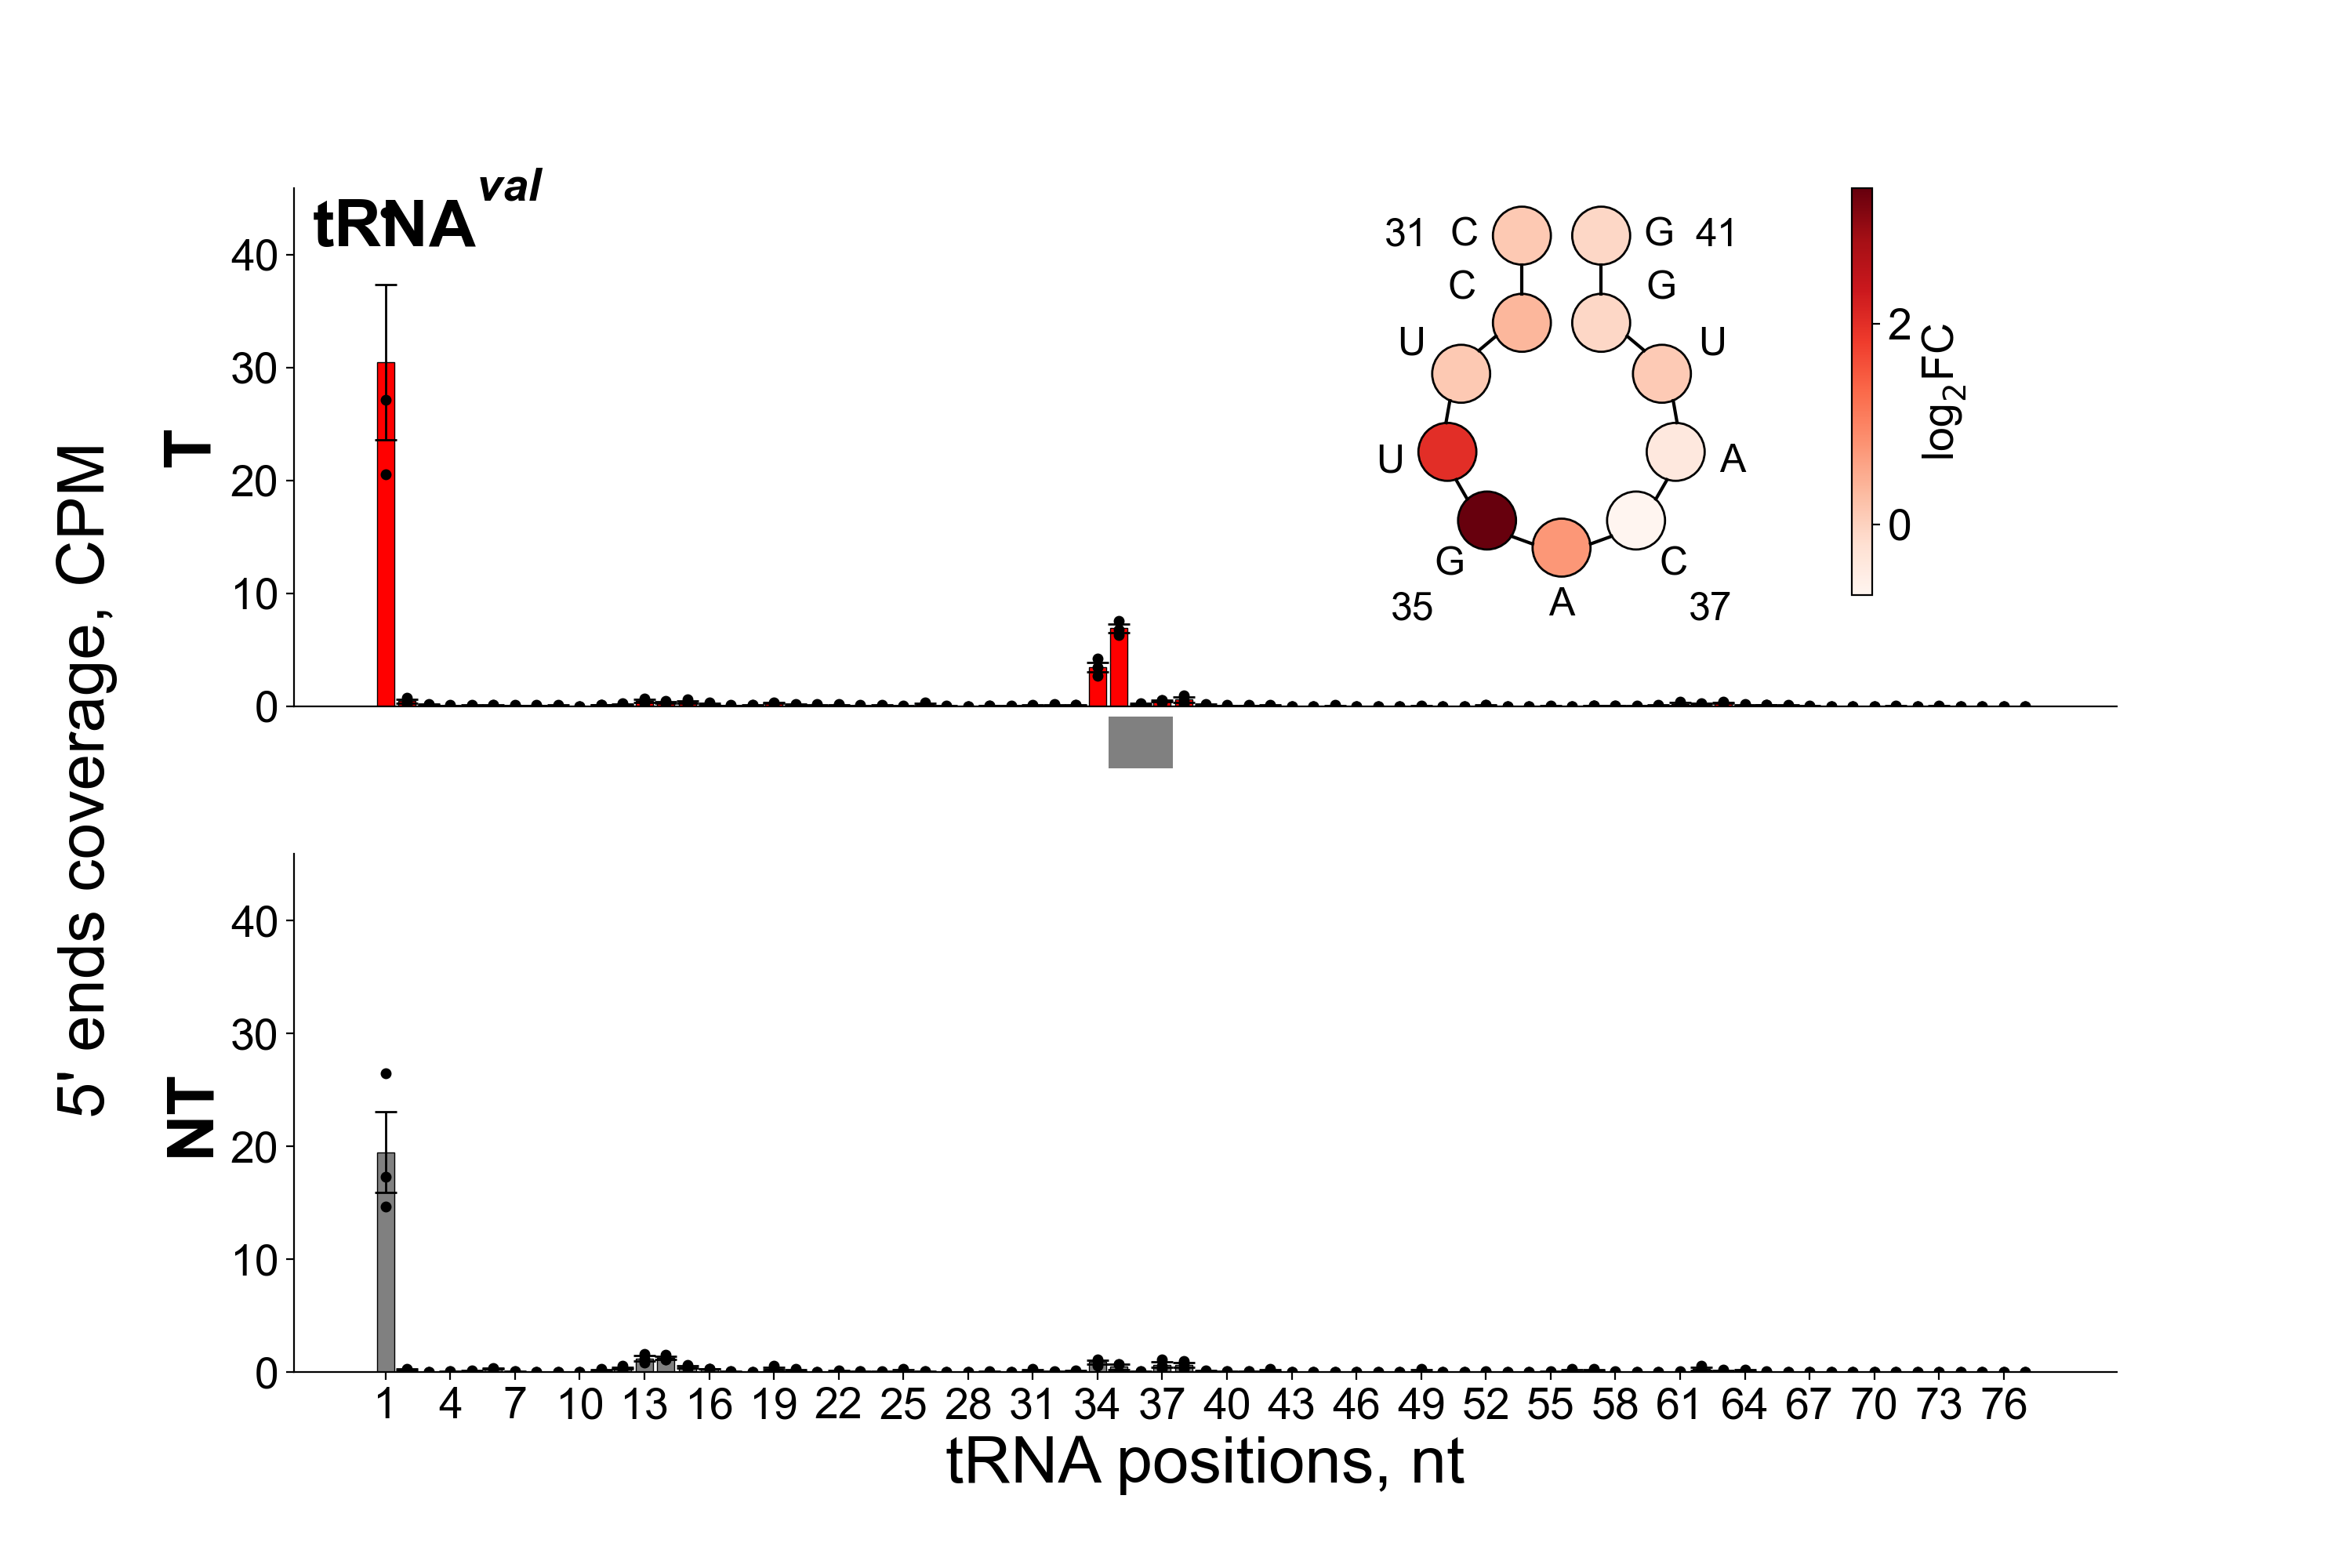 tRNAval
5' ends coverage, CPM
T
40
30
20
10
0
31 C G 41
C G
U U
U A
G C
35 A 37
2
0
log2FC
NT
40
30
20
10
0
1 4 7 10 13 16 19 22 25 28 31 34 37 40 43 46 49 52 55 58 61 64 67 70 73 76
tRNA positions, nt